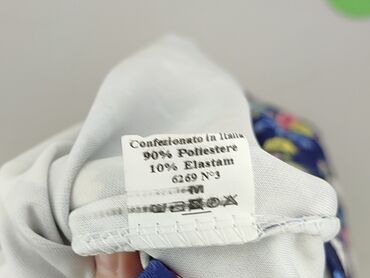 Confezionato in Italia
90% Poliestere
10% Elastam
6269 N°3
M